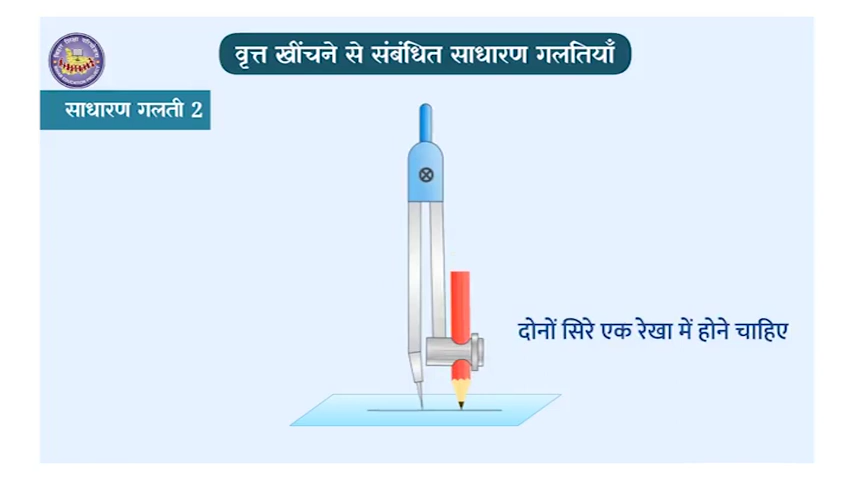 वृत्त खींचने से संबंधित साधारण गलतियाँ
साधारण गलती 2
दोनों सिरे एक रेखा में होने चाहिए